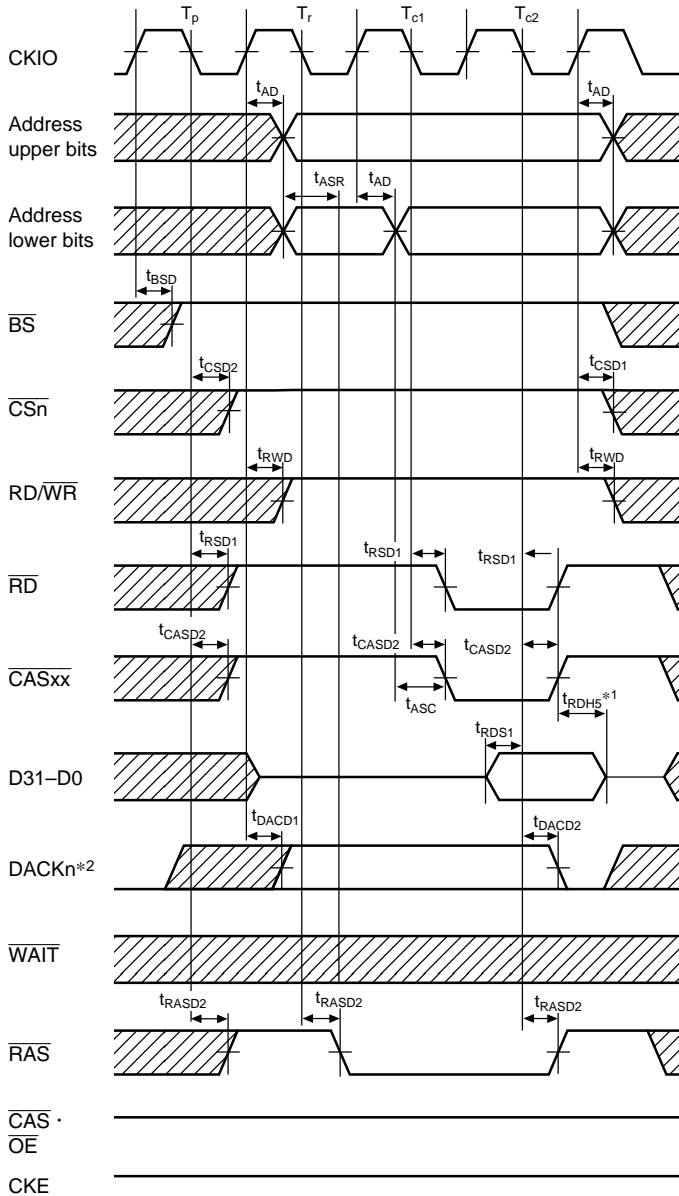 Tp Tr Tc1 Tc2
CKIO
tAD tAD
Address
upper bits
tASR tAD
Address
lower bits
tBSD
BS
tCSD2 tCSD1
CSn
tRWD tRWD
RD/WR
tRSD1 tRSD1 tRSD1
RD
tCASD2 tCASD2 tCASD2
CASxx
tASC tRDH5*1
tRDS1
D31–D0
tDACD1 tDACD2
DACKn*2
WAIT
tRASD2 tRASD2 tRASD2
RAS
CAS ·
OE
CKE